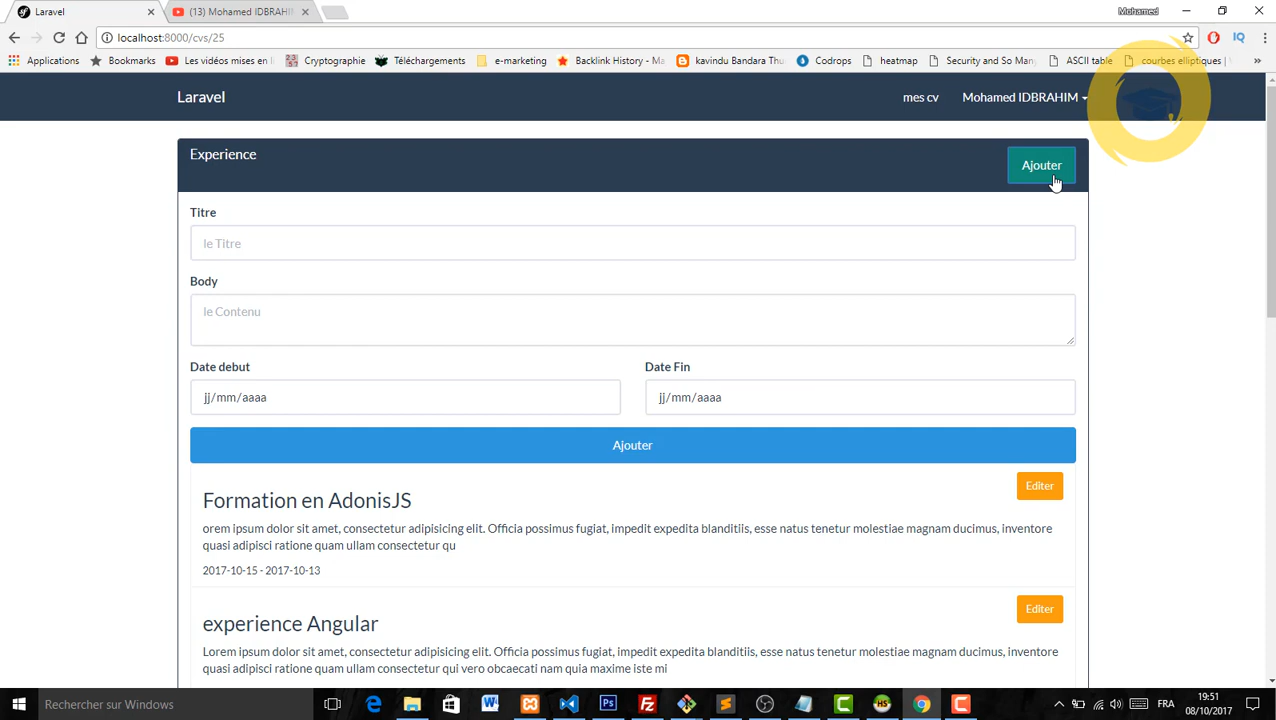 Laravel
(13) Mohamed IDBRAHIM
Mohamed
localhost:8000/cvs/25
Applications
Bookmarks
Les vidéos mises en l
Cryptographie
Téléchargements
e-marketing
Backlink History - Ma
kavindu Bandara Thu
Codrops
heatmap
Security and So Man
ASCII table
courbes elliptiques (
Laravel
mes cv
Mohamed IDBRAHIM
Experience
Ajouter
Titre
le Titre
Body
le Contenu
Date debut
Date Fin
jj/mm/aaaa
jj/mm/aaaa
Ajouter
Formation en AdonisJS
Editer
orem ipsum dolor sit amet, consectetur adipisicing elit. Officia possimus fugiat, impedit expedita blanditiis, esse natus tenetur molestiae magnam ducimus, inventore
quasi adipisci ratione quam ullam consectetur qu
2017-10-15 - 2017-10-13
experience Angular
Editer
Lorem ipsum dolor sit amet, consectetur adipisicing elit. Officia possimus fugiat, impedit expedita blanditiis, esse natus tenetur molestiae magnam ducimus, inventore
quasi adipisci ratione quam ullam consectetur qui vero obcaecati nam quia maxime iste mi
Rechercher sur Windows
FRA
19:51
08/10/2017